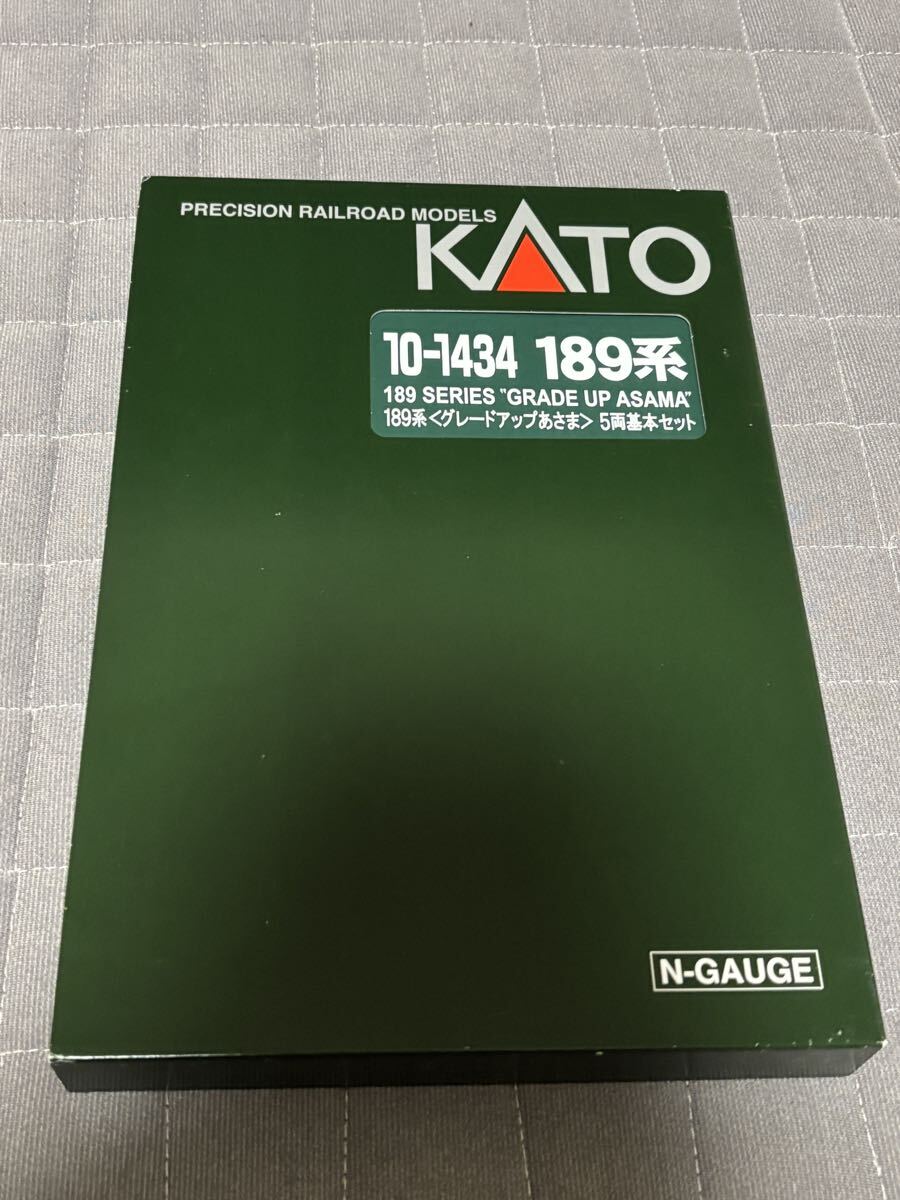 PRECISION RAILROAD MODELS
KATO
10-1434 189系
189 SERIES "GRADE UP ASAMA"
189系<グレードアップあさま> 5両基本セット
N-GAUGE